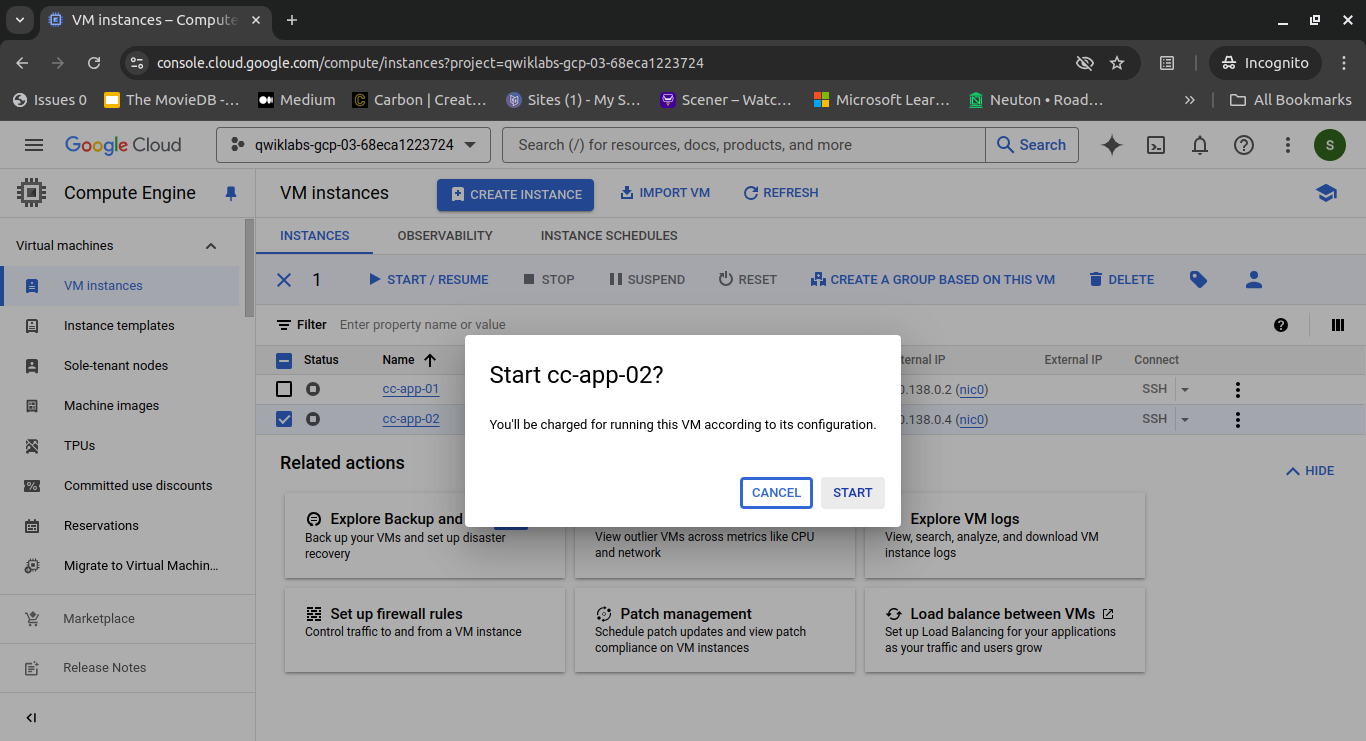 VM instances – Compute
console.cloud.google.com/compute/instances?project=qwiklabs-gcp-03-68eca1223724
Incognito
Issues 0
The MovieDB -...
Medium
Carbon | Creat...
Sites (1) - My S...
Scener – Watc...
Microsoft Lear...
Neuton • Road...
All Bookmarks
Google Cloud
qwiklabs-gcp-03-68eca1223724
Search (/) for resources, docs, products, and more
Search
S
Compute Engine
VM instances
CREATE INSTANCE
IMPORT VM
REFRESH
Virtual machines
INSTANCES
OBSERVABILITY
INSTANCE SCHEDULES
VM instances
1
START / RESUME
STOP
SUSPEND
RESET
CREATE A GROUP BASED ON THIS VM
DELETE
Instance templates
Filter
Enter property name or value
Sole-tenant nodes
Status
Name
External IP
Connect
cc-app-01
.138.0.2 (nic0)
SSH
Machine images
cc-app-02
.138.0.4 (nic0)
SSH
Start cc-app-02?
You'll be charged for running this VM according to its configuration.
CANCEL
START
TPUs
Committed use discounts
Reservations
Migrate to Virtual Machin...
Marketplace
Release Notes
Related actions
HIDE
Explore Backup and
Back up your VMs and set up disaster
recovery
View outlier VMs across metrics like CPU
and network
Explore VM logs
View, search, analyze, and download VM
instance logs
Set up firewall rules
Control traffic to and from a VM instance
Patch management
Schedule patch updates and view patch
compliance on VM instances
Load balance between VMs
Set up Load Balancing for your applications
as your traffic and users grow